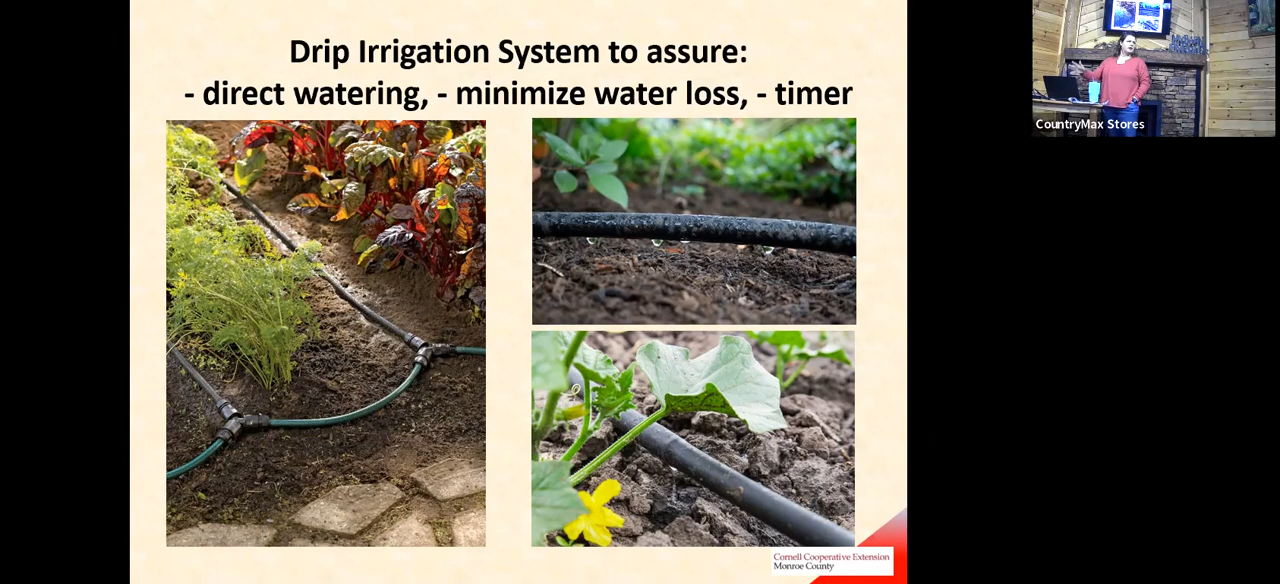 Drip Irrigation System to assure:
- direct watering, - minimize water loss, - timer
CountryMax Stores
Cornell Cooperative Extension
Monroe County